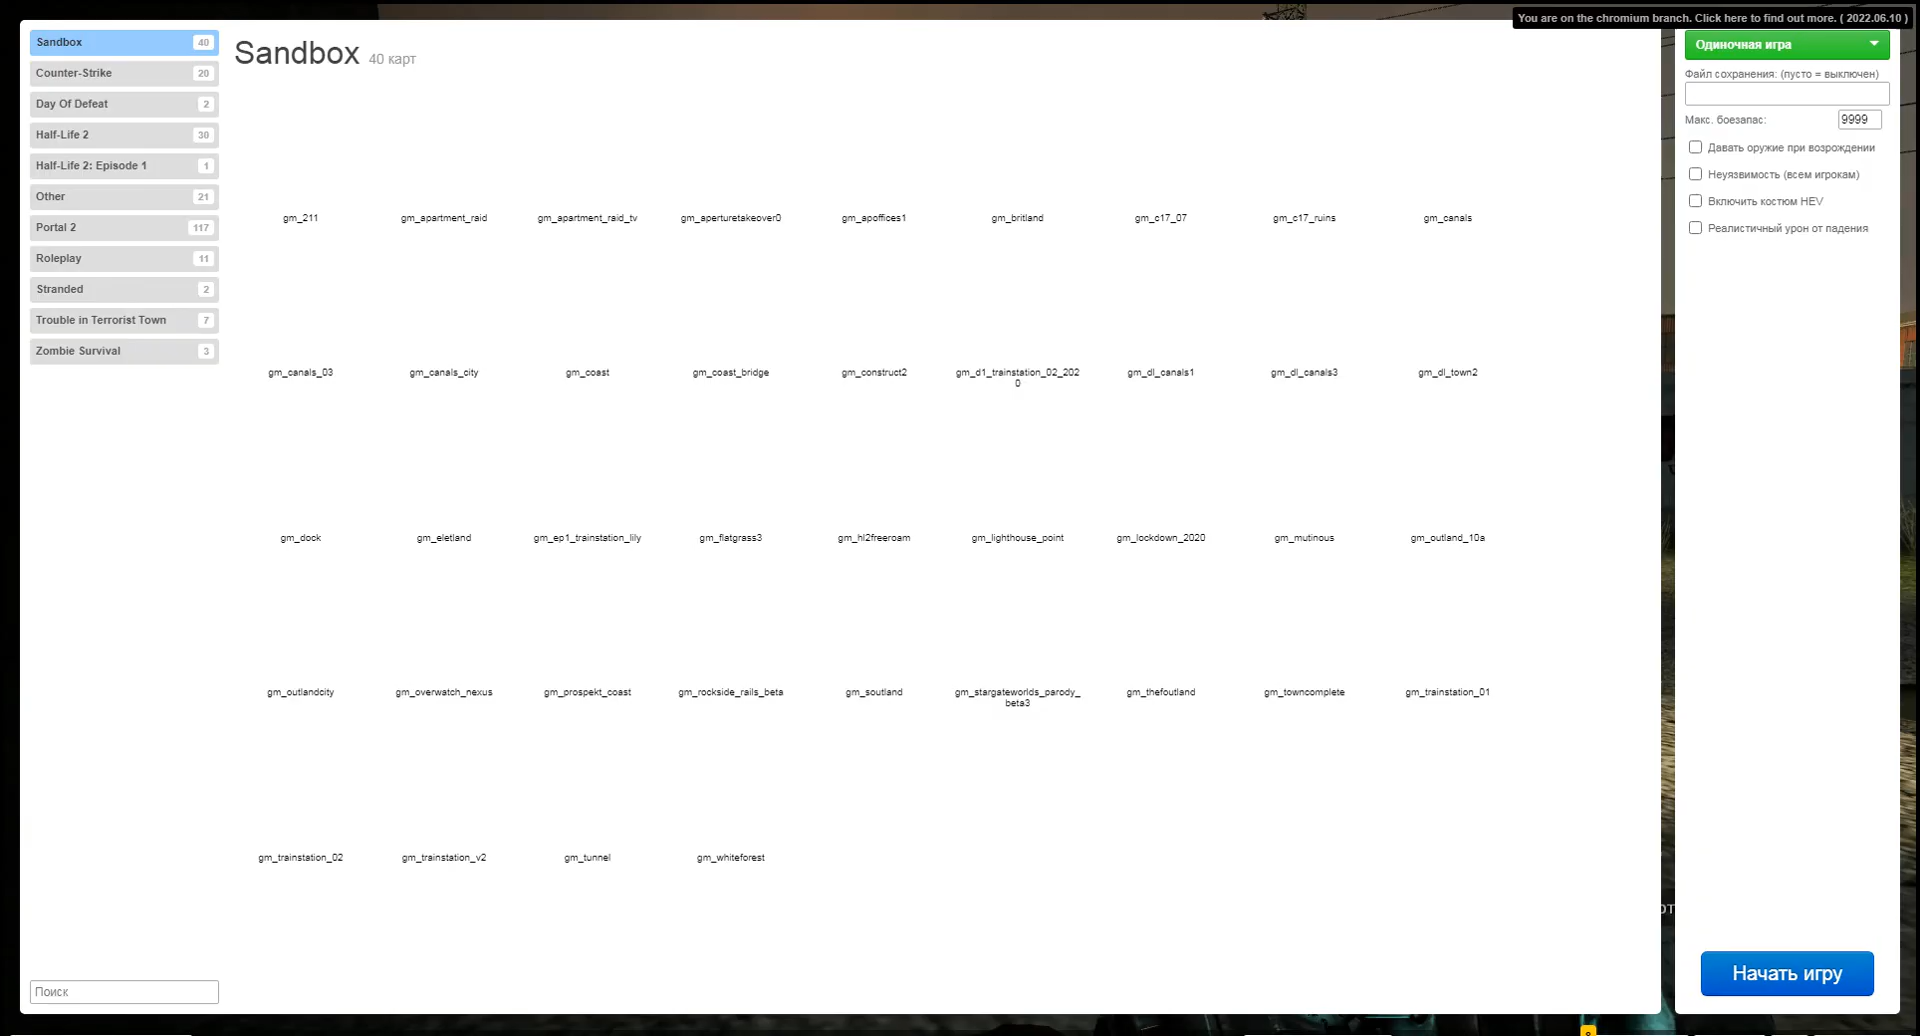 You are on the chromium branch. Click here to find out more. ( 2022.06.10 )
Sandbox 40
Counter-Strike 20
Day Of Defeat 2
Half-Life 2 30
Half-Life 2: Episode 1 1
Other 21
Portal 2 117
Roleplay 11
Stranded 2
Trouble in Terrorist Town 7
Zombie Survival 3
Поиск
Sandbox 40 карт
gm_211 gm_apartment_raid gm_apartment_raid_tv gm_aperturetakeover0 gm_apoffices1 gm_britland gm_c17_07 gm_c17_ruins gm_canals
gm_canals_03 gm_canals_city gm_coast gm_coast_bridge gm_construct2 gm_d1_trainstation_02_202 gm_dl_canals1 gm_dl_canals3 gm_dl_town2
0
gm_dock gm_eletland gm_ep1_trainstation_lily gm_flatgrass3 gm_hl2freeroam gm_lighthouse_point gm_lockdown_2020 gm_mutinous gm_outland_10a
gm_outlandcity gm_overwatch_nexus gm_prospekt_coast gm_rockside_rails_beta gm_soutland gm_stargateworlds_parody_ gm_thefoutland gm_towncomplete gm_trainstation_01
beta3
gm_trainstation_02 gm_trainstation_v2 gm_tunnel gm_whiteforest
Одиночная игра
Файл сохранения: (пусто = выключен)
Макс. боезапас: 9999
Давать оружие при возрождении
Неуязвимость (всем игрокам)
Включить костюм HEV
Реалистичный урон от падения
Начать игру